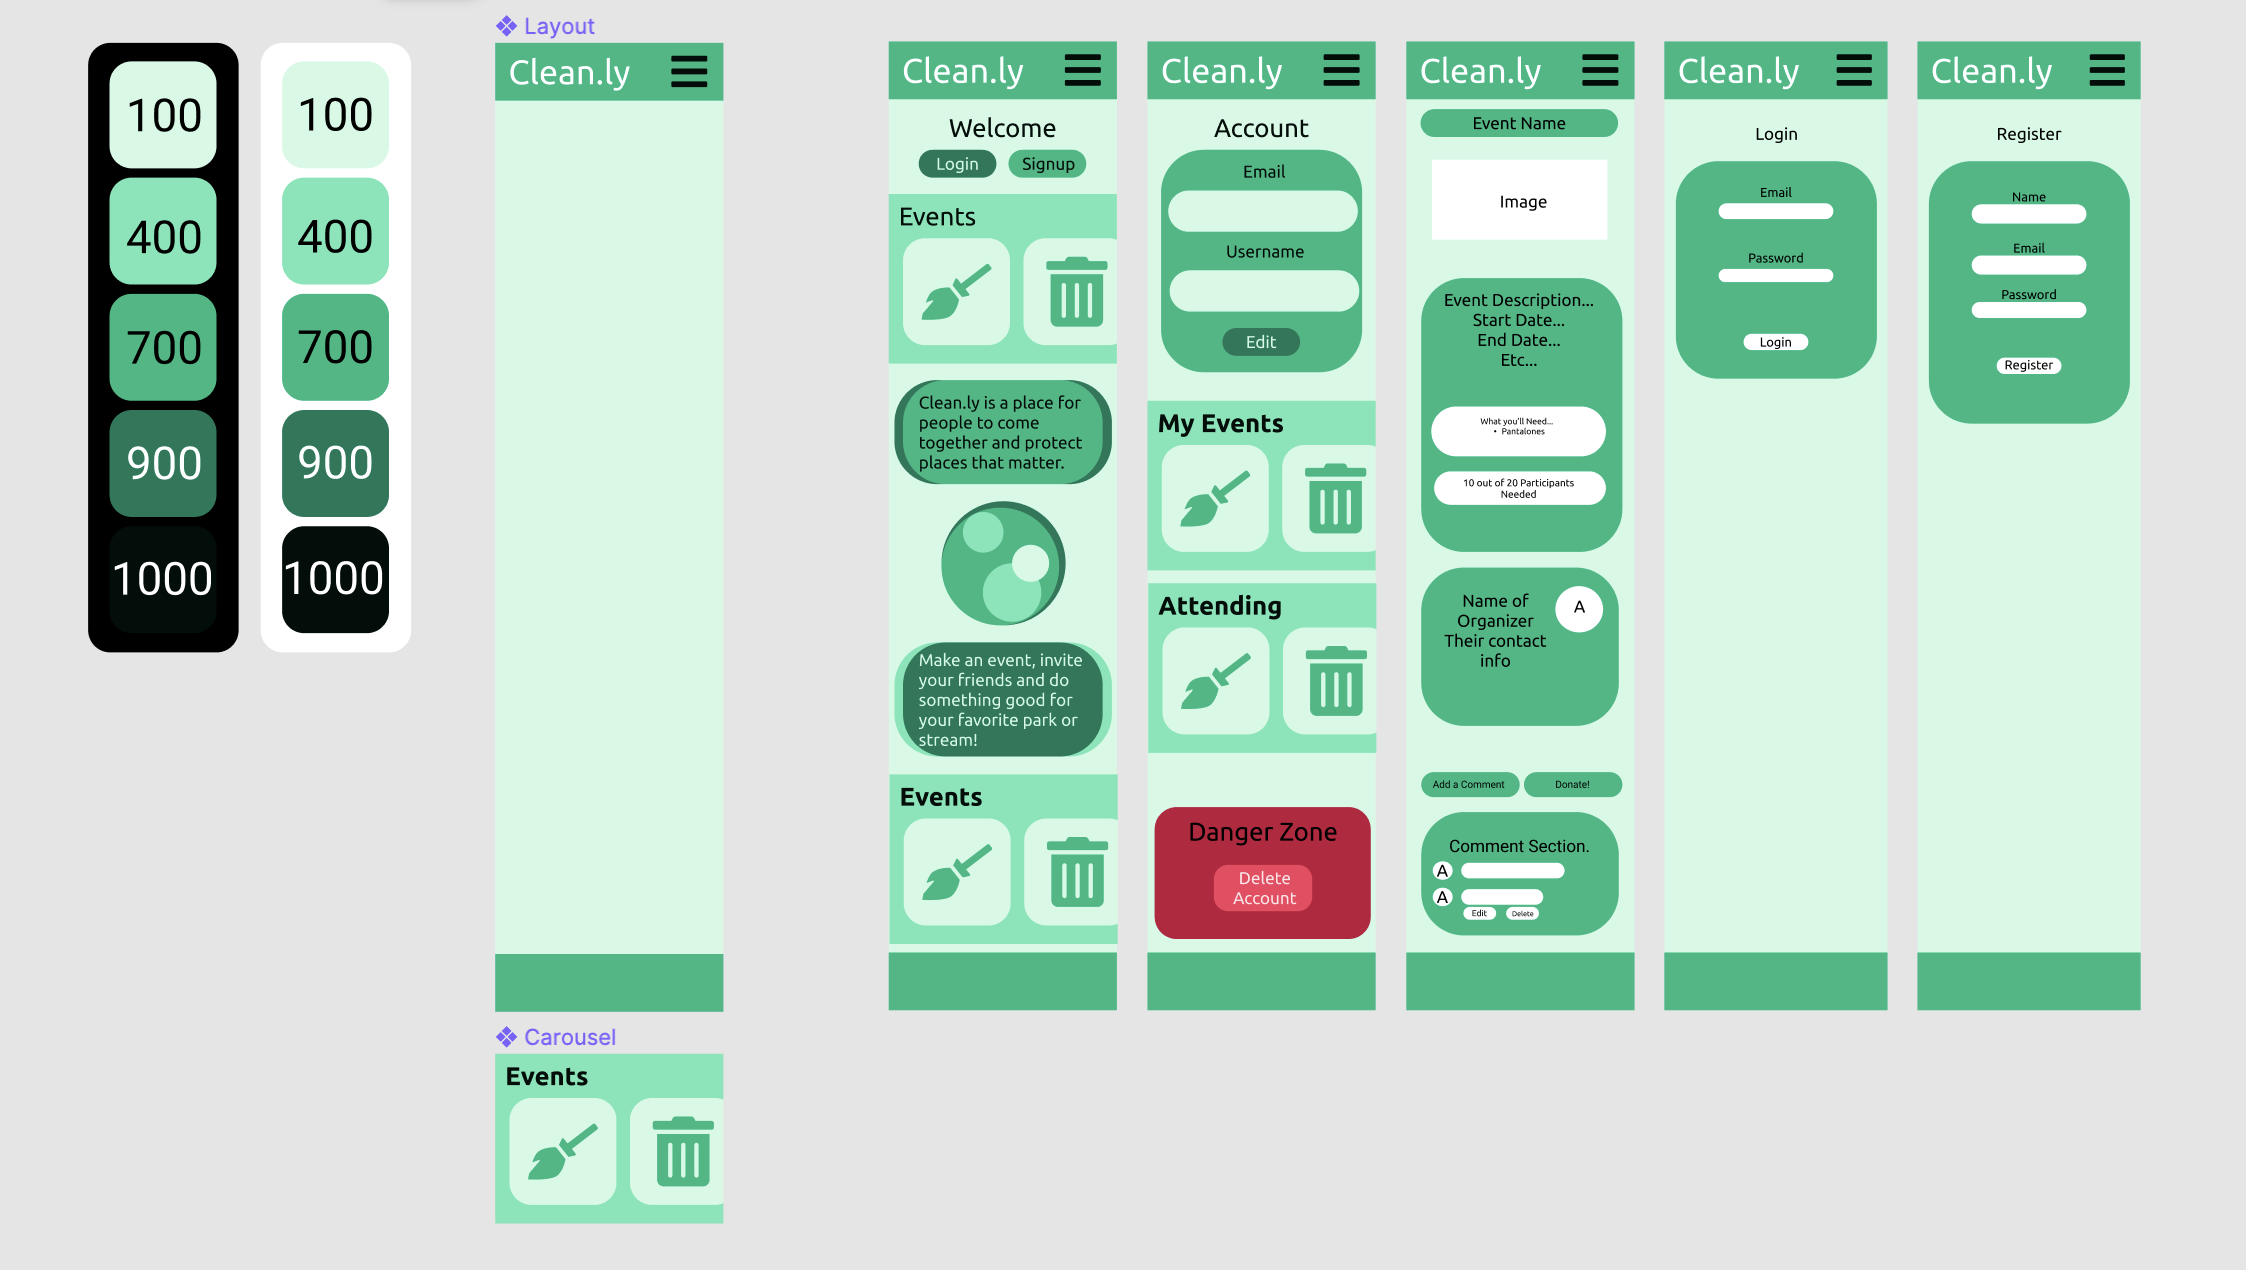 100
400
700
900
1000
100
400
700
900
1000
Layout
Clean.ly
Carousel
Events
Clean.ly
Welcome
Login
Signup
Events
Clean.ly is a place for
people to come
together and protect
places that matter.
Make an event, invite
your friends and do
something good for
your favorite park or
stream!
Events
Clean.ly
Account
Email
Username
Edit
My Events
Attending
Danger Zone
Delete
Account
Clean.ly
Event Name
Image
Event Description...
Start Date...
End Date...
Etc...
What you'll Need...
• Pantalones
10 out of 20 Participants
Needed
Name of
Organizer
Their contact
info
A
Add a Comment
Donate!
Comment Section.
A
A
Edit
Delete
Clean.ly
Login
Email
Password
Login
Clean.ly
Register
Name
Email
Password
Register